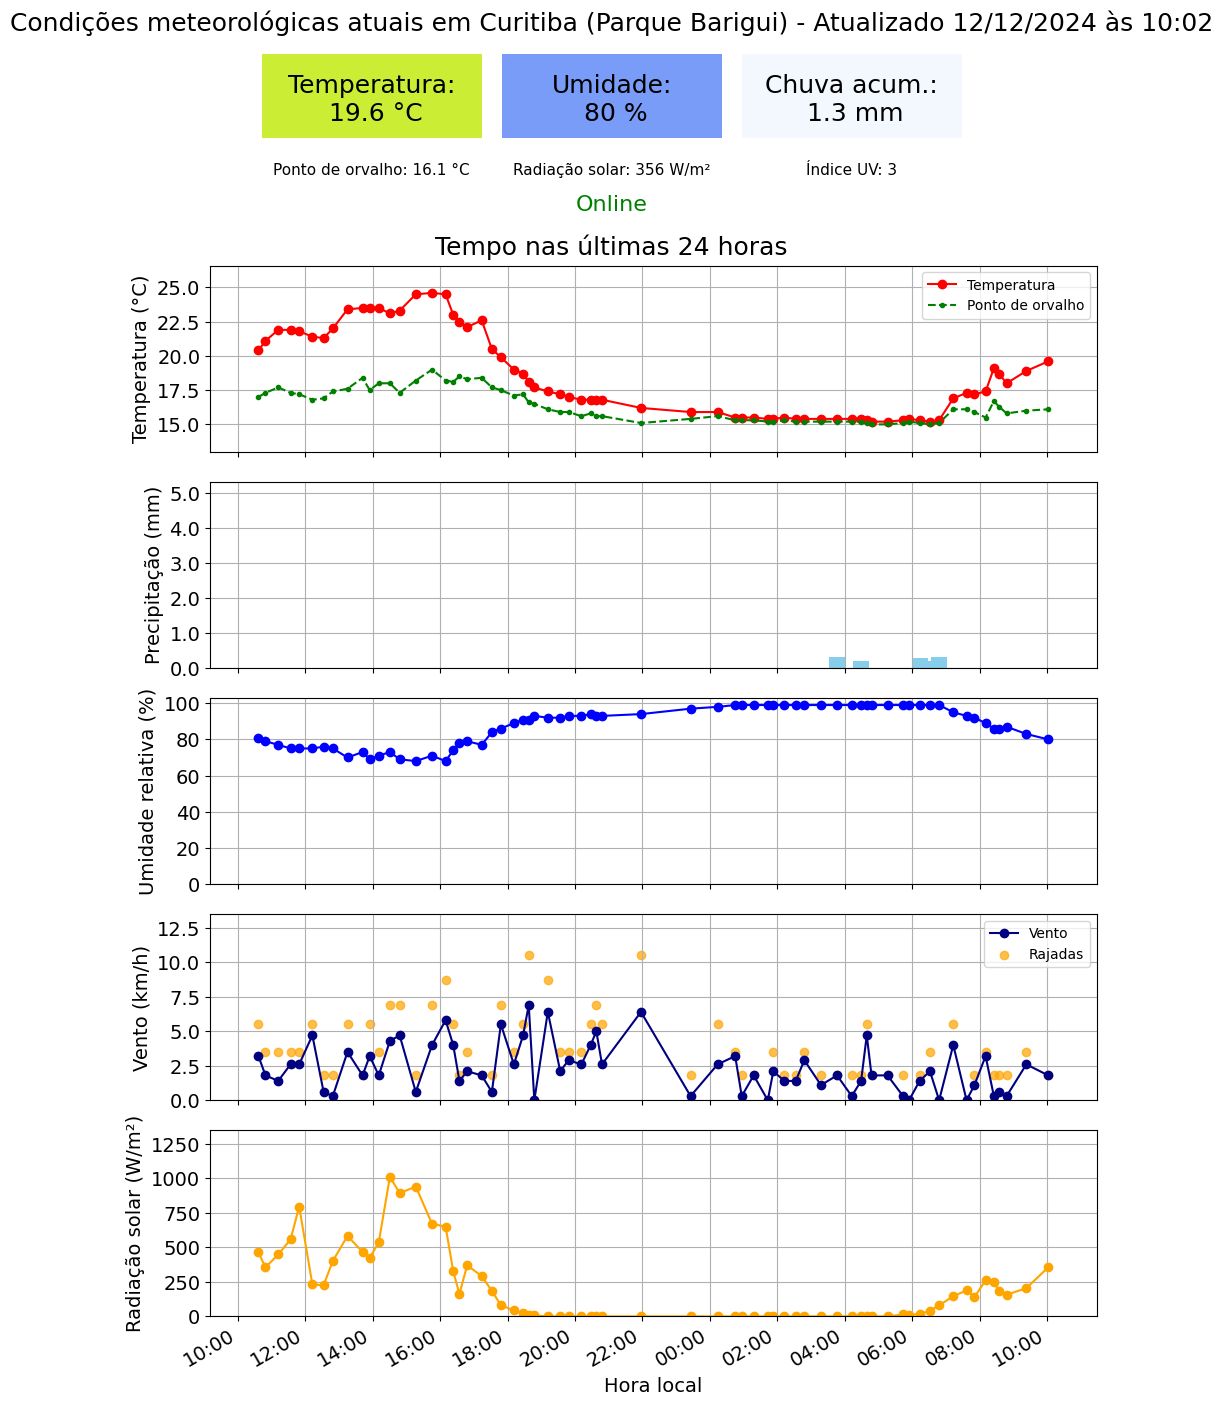 Condições meteorológicas atuais em Curitiba (Parque Barigui) - Atualizado 12/12/2024 às 10:02
Temperatura:
19.6 °C
Umidade:
80 %
Chuva acum.:
1.3 mm
Ponto de orvalho: 16.1 °C
Radiação solar: 356 W/m²
Índice UV: 3
Online
Tempo nas últimas 24 horas
Temperatura (°C)
25.0
22.5
20.0
17.5
15.0
Temperatura
Ponto de orvalho
Precipitação (mm)
5.0
4.0
3.0
2.0
1.0
0.0
Umidade relativa (%)
100
80
60
40
20
0
Vento (km/h)
12.5
10.0
7.5
5.0
2.5
0.0
Vento
Rajadas
Radiação solar (W/m²)
1250
1000
750
500
250
0
10:00 12:00 14:00 16:00 18:00 20:00 22:00 00:00 02:00 04:00 06:00 08:00 10:00
Hora local